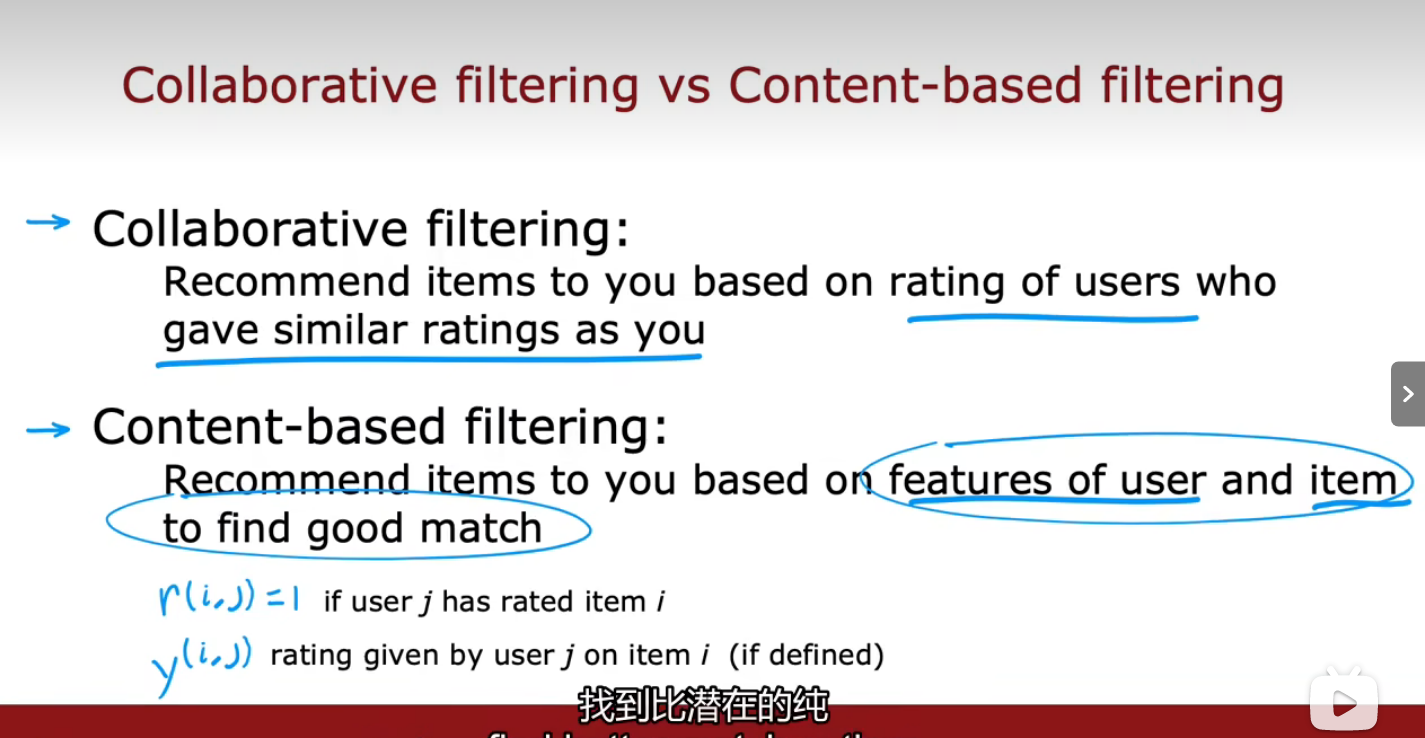 Collaborative filtering vs Content-based filtering
→ Collaborative filtering:
Recommend items to you based on rating of users who
gave similar ratings as you
→ Content-based filtering:
Recommend items to you based on features of user and item
to find good match
r(i,j)=1 if user j has rated item i
y(i,j) rating given by user j on item i (if defined)
找到比潜在的纯